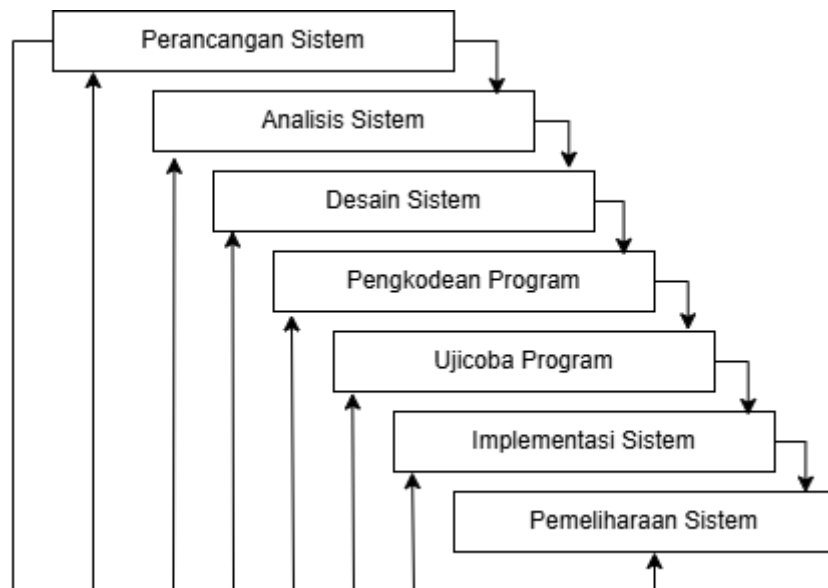 Perancangan Sistem
Analisis Sistem
Desain Sistem
Pengkodean Program
Ujicoba Program
Implementasi Sistem
Pemeliharaan Sistem